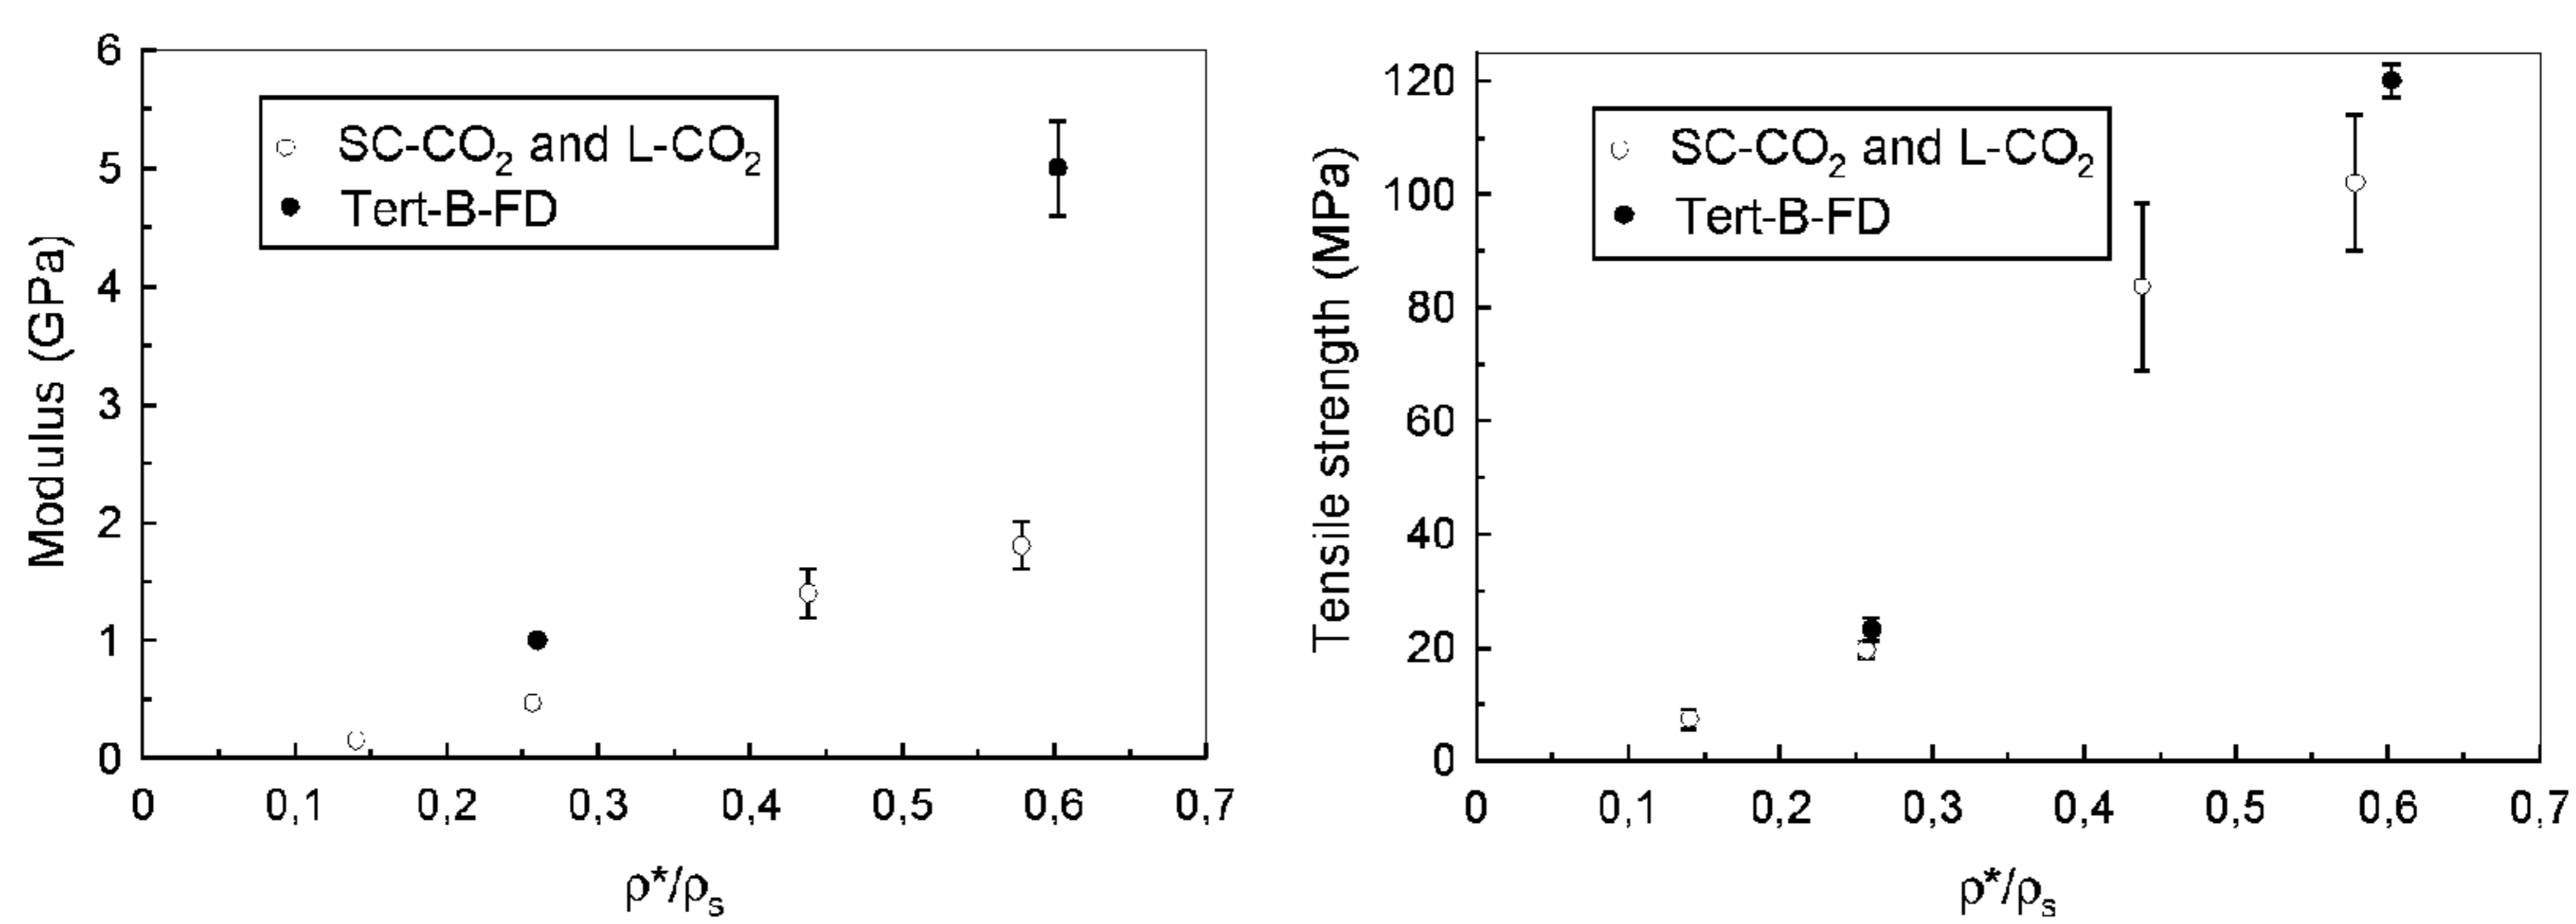 Modulus (GPa)
6
5
4
3
2
1
0
SC-CO₂ and L-CO₂
Tert-B-FD
0 0,1 0,2 0,3 0,4 0,5 0,6 0,7
ρ*/ρₛ
Tensile strength (MPa)
120
100
80
60
40
20
0
SC-CO₂ and L-CO₂
Tert-B-FD
0 0,1 0,2 0,3 0,4 0,5 0,6 0,7
ρ*/ρₛ